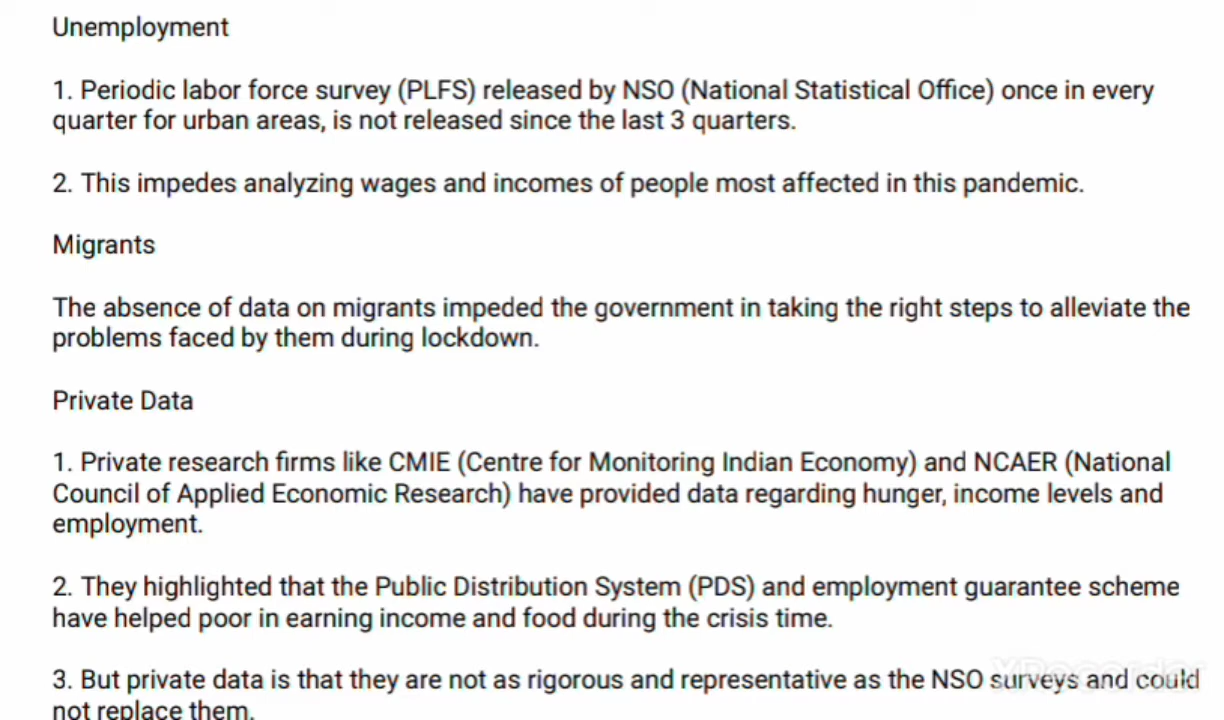 Unemployment
1. Periodic labor force survey (PLFS) released by NSO (National Statistical Office) once in every
quarter for urban areas, is not released since the last 3 quarters.
2. This impedes analyzing wages and incomes of people most affected in this pandemic.
Migrants
The absence of data on migrants impeded the government in taking the right steps to alleviate the
problems faced by them during lockdown.
Private Data
1. Private research firms like CMIE (Centre for Monitoring Indian Economy) and NCAER (National
Council of Applied Economic Research) have provided data regarding hunger, income levels and
employment.
2. They highlighted that the Public Distribution System (PDS) and employment guarantee scheme
have helped poor in earning income and food during the crisis time.
3. But private data is that they are not as rigorous and representative as the NSO surveys and could
not replace them.
XRecorder